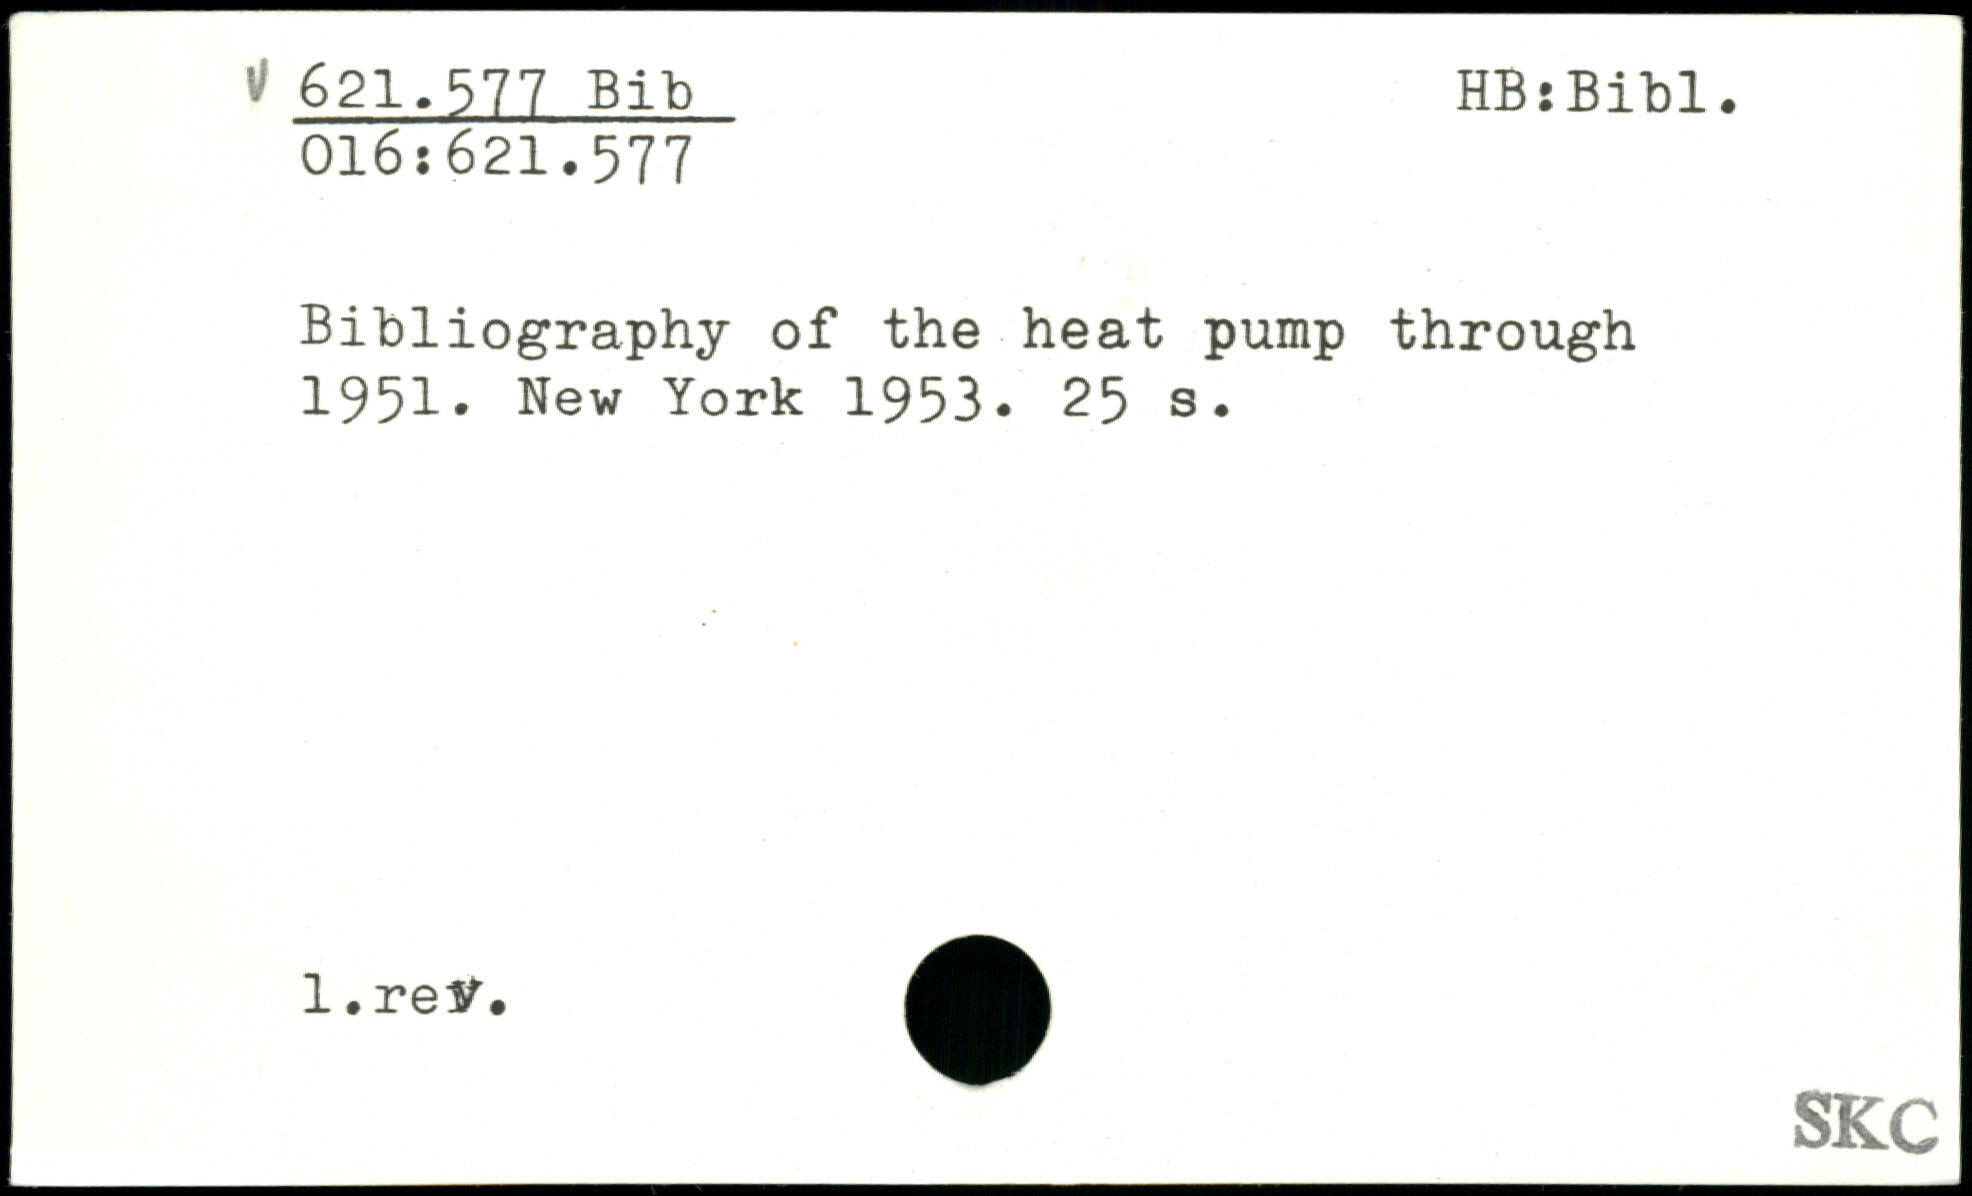 v 621.577 Bib HB:Bibl.
016:621.577
Bibliography of the heat pump through
1951. New York 1953. 25 s.
1.rev.
SKC